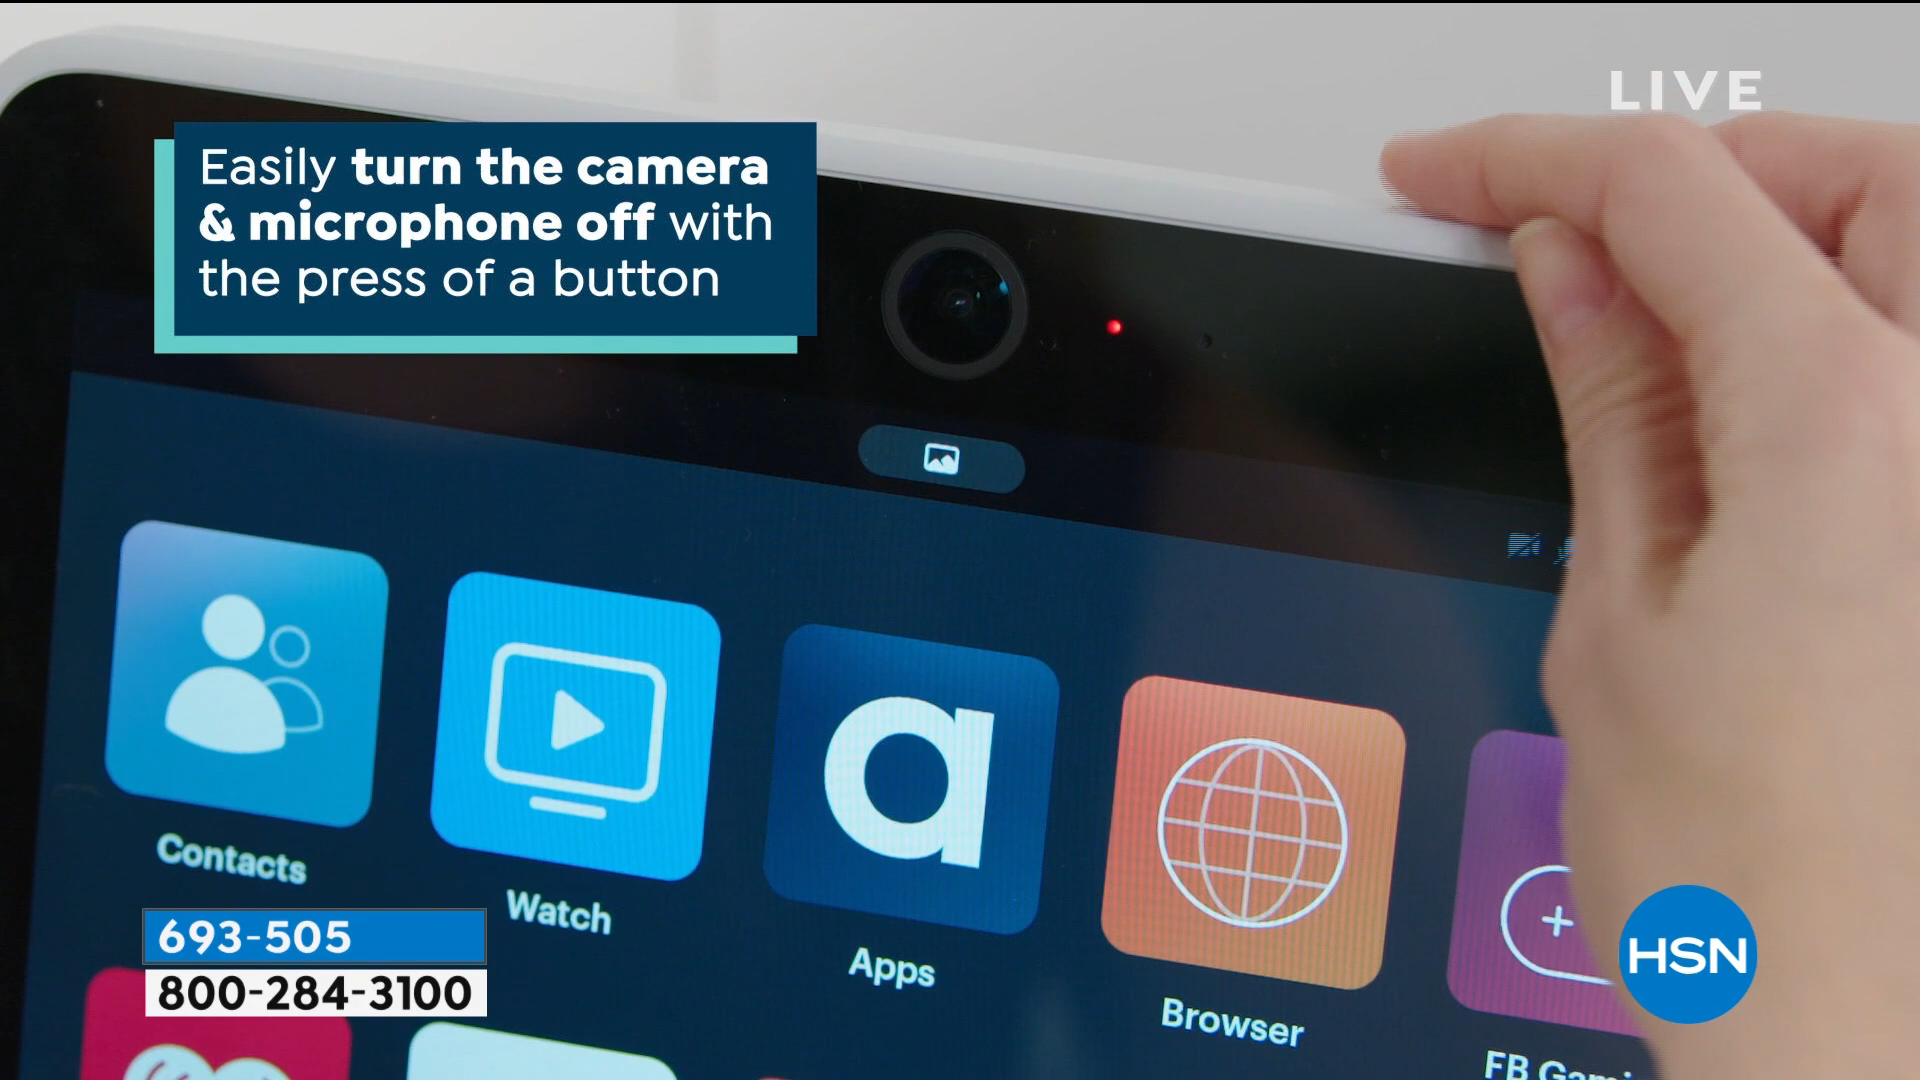 LIVE
Easily turn the camera
& microphone off with
the press of a button
Contacts
Watch
Apps
Browser
FB
693-505
800-284-3100
HSN